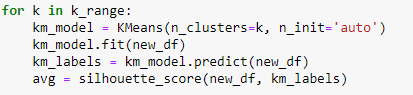 for k in k_range:
    km_model = KMeans(n_clusters=k, n_init='auto')
    km_model.fit(new_df)
    km_labels = km_model.predict(new_df)
    avg = silhouette_score(new_df, km_labels)